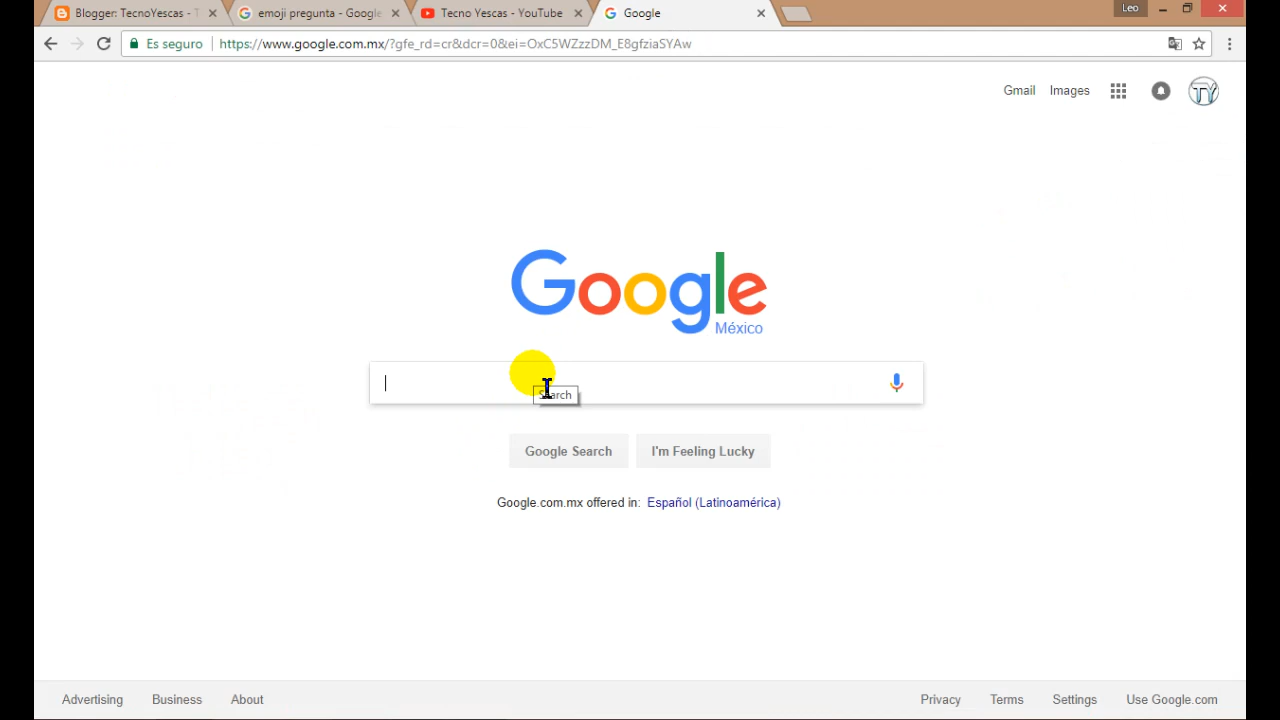 Blogger: TecnoYescas - T
emoji pregunta - Google
Tecno Yescas - YouTube
Google
Leo
Es seguro
https://www.google.com.mx/?gfe_rd=cr&dcr=0&ei=OxC5WZzzDM_E8gfziaSYAw
Gmail Images
TY
Google
México
Search
Google Search I'm Feeling Lucky
Google.com.mx offered in: Español (Latinoamérica)
Advertising Business About Privacy Terms Settings Use Google.com